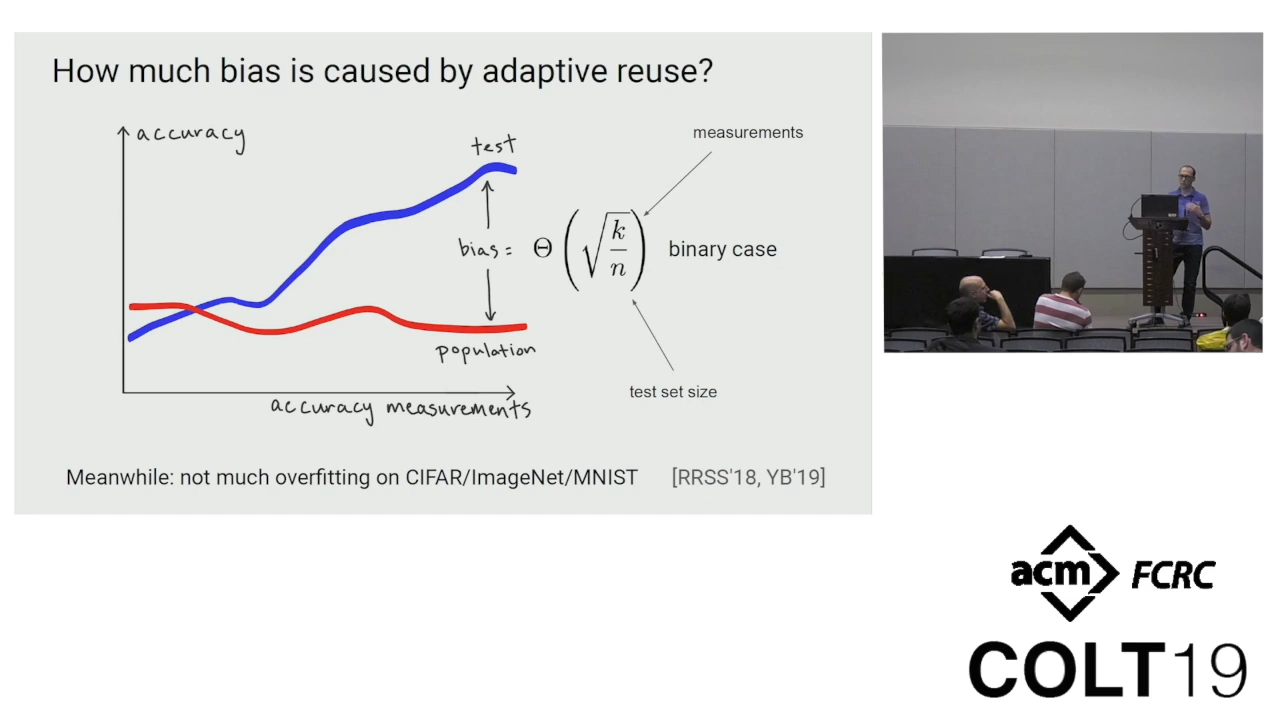 How much bias is caused by adaptive reuse?
accuracy
test
measurements
bias = Θ(√(k/n)) binary case
population
test set size
accuracy measurements
Meanwhile: not much overfitting on CIFAR/ImageNet/MNIST [RRSS'18, YB'19]
acm FCRC
COLT19